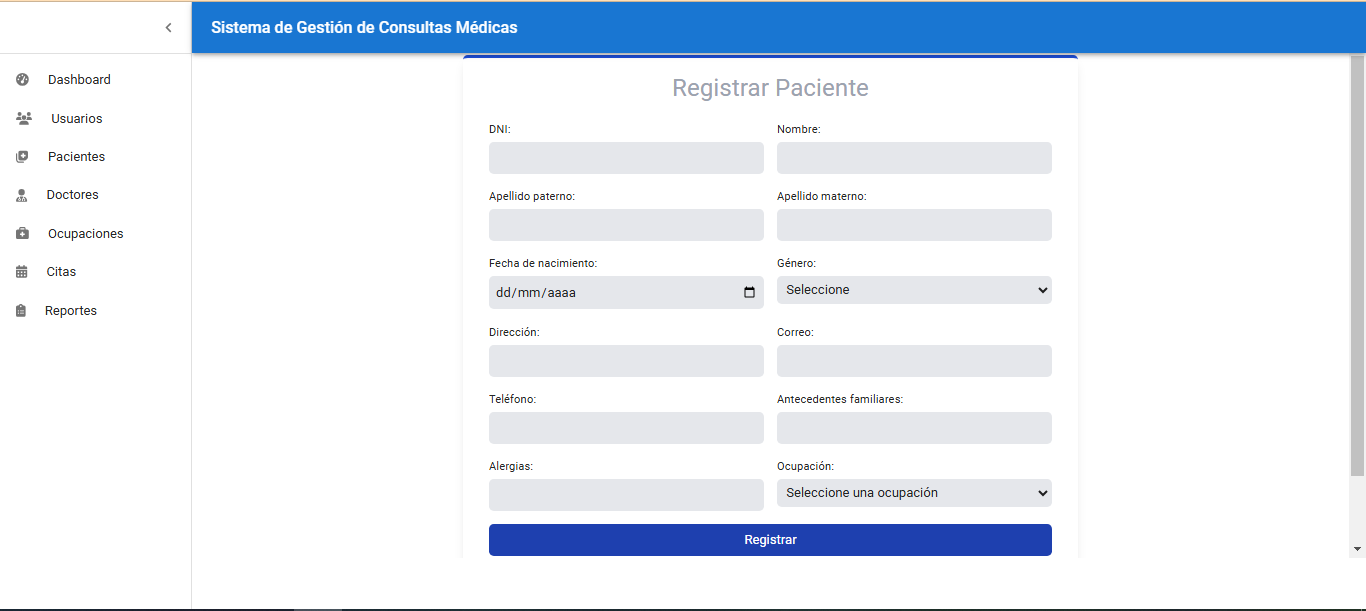 Sistema de Gestión de Consultas Médicas
Dashboard
Usuarios
Pacientes
Doctores
Ocupaciones
Citas
Reportes
Registrar Paciente
DNI:
Nombre:
Apellido paterno:
Apellido materno:
Fecha de nacimiento:
Género:
dd/mm/aaaa
Seleccione
Dirección:
Correo:
Teléfono:
Antecedentes familiares:
Alergias:
Ocupación:
Seleccione una ocupación
Registrar